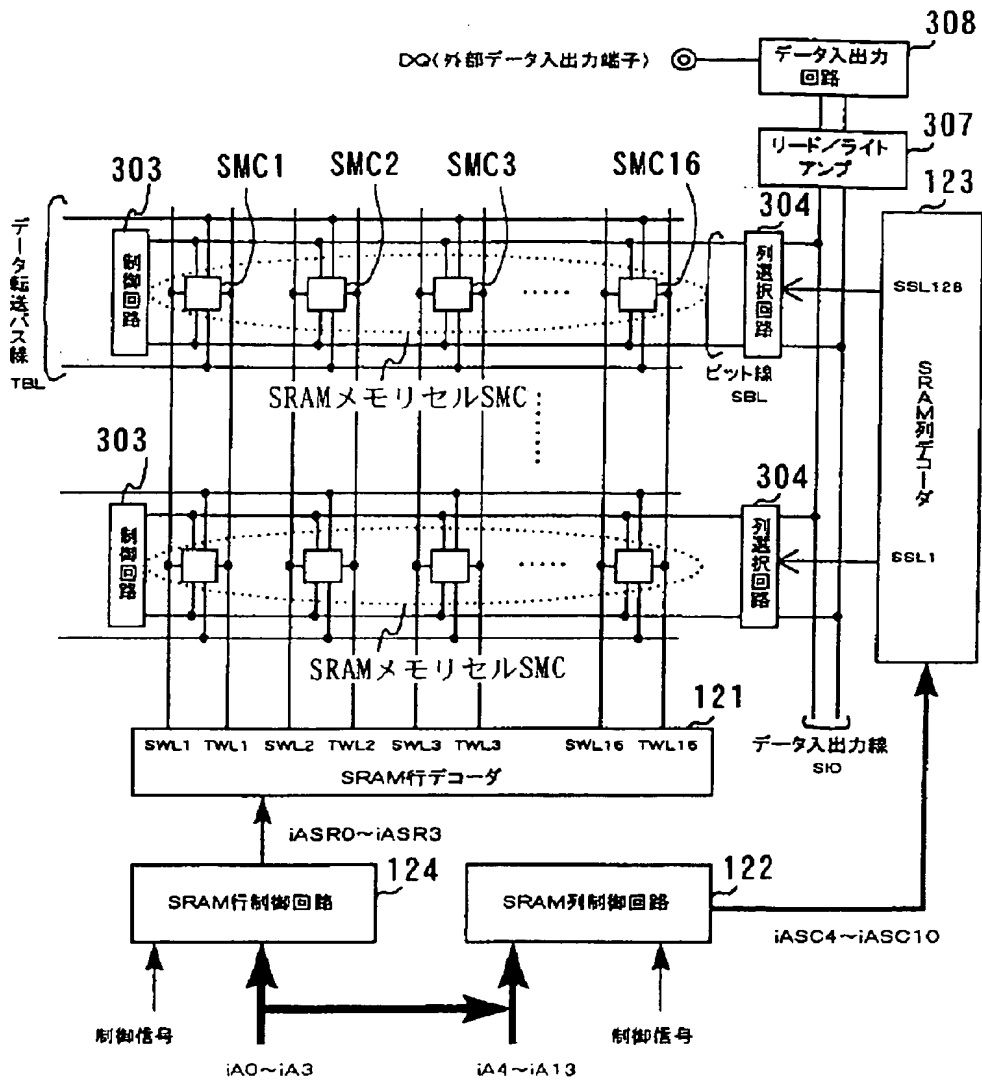 308
DQ(外部データ入出力端子)
データ入出力
回路
307
リード/ライト
アンプ
303
SMC1
SMC2
SMC3
SMC16
304
123
データ転送バス線
TBL
制御回路
列選択回路
SSL128
SRAMメモリセルSMC
ビット線
SBL
SRAM列デコーダ
303
304
制御回路
列選択回路
SSL1
SRAMメモリセルSMC
121
SWL1 TWL1 SWL2 TWL2 SWL3 TWL3 SWL16 TWL16
SRAM行デコーダ
データ入出力線
SIO
iASR0~iASR3
124
SRAM行制御回路
122
SRAM列制御回路
iASC4~iASC10
制御信号
制御信号
iA0~iA3
iA4~iA13